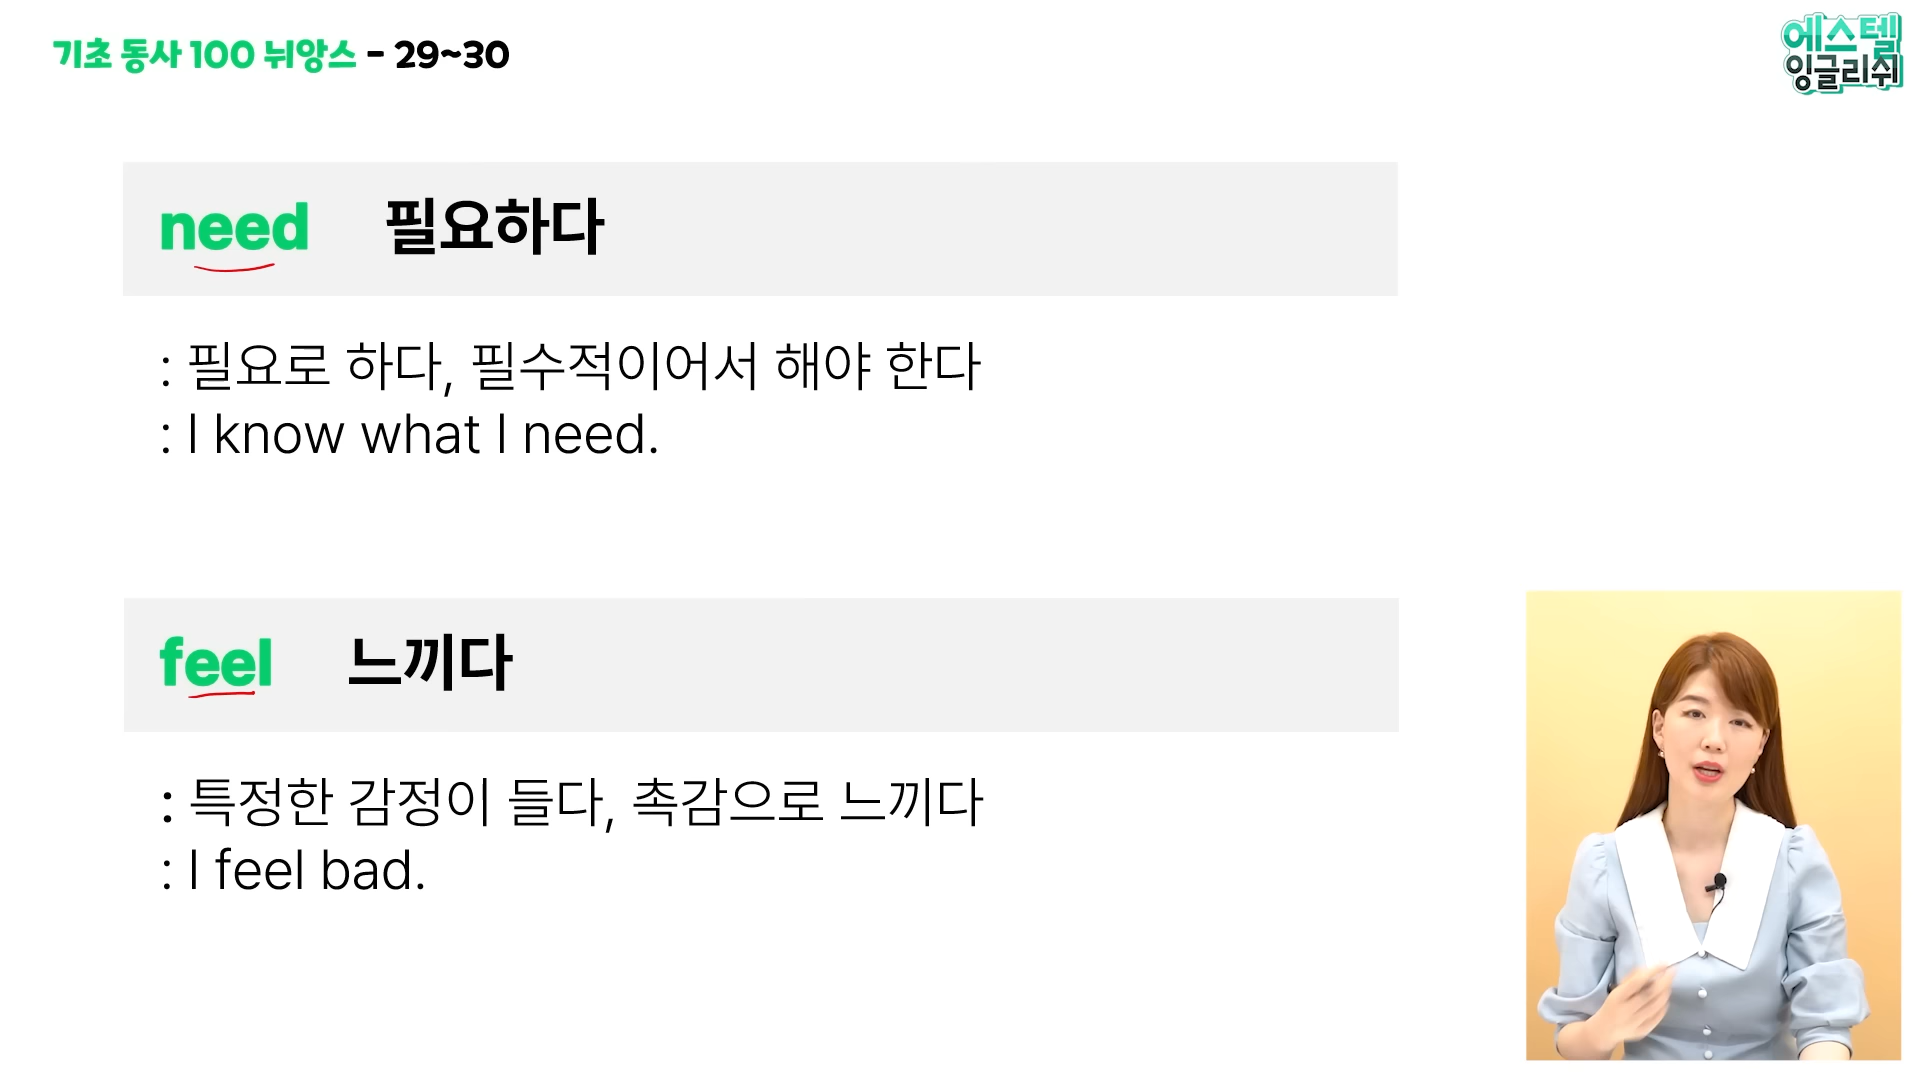 기초 동사 100 뉘앙스 - 29~30
에스텔
잉글리쉬
need 필요하다
: 필요로 하다, 필수적이어서 해야 한다
: I know what I need.
feel 느끼다
: 특정한 감정이 들다, 촉감으로 느끼다
: I feel bad.